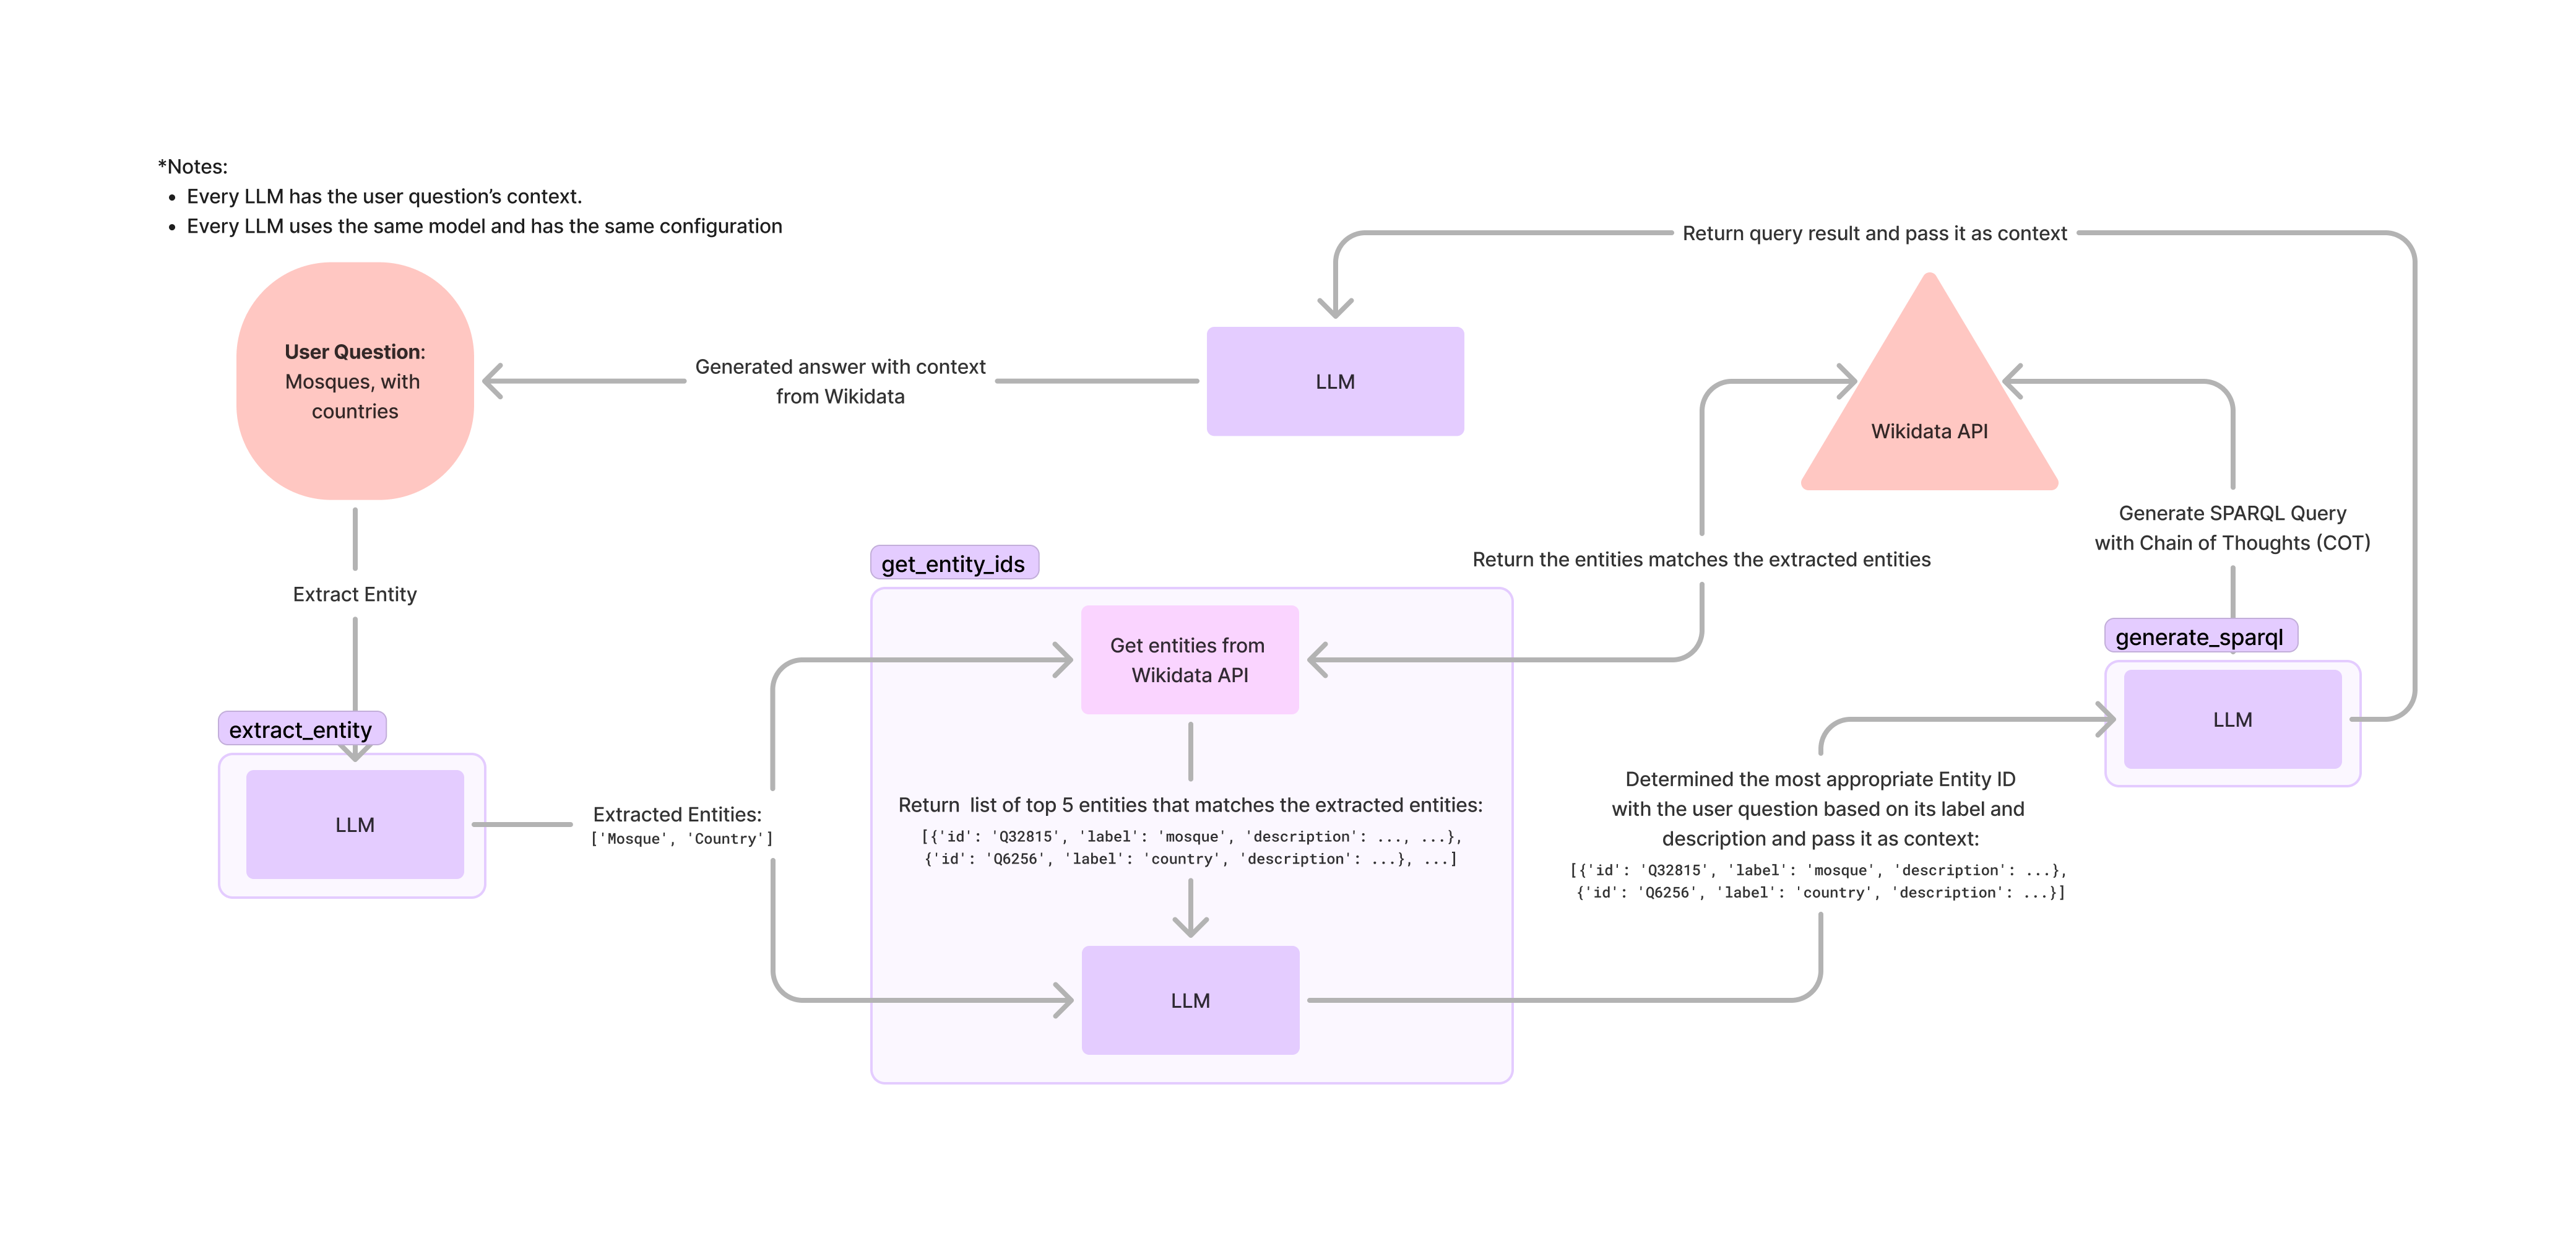 *Notes:
• Every LLM has the user question’s context.
• Every LLM uses the same model and has the same configuration
Return query result and pass it as context
User Question:
Mosques, with
countries
Generated answer with context
from Wikidata
LLM
Wikidata API
Generate SPARQL Query
with Chain of Thoughts (COT)
Return the entities matches the extracted entities
get_entity_ids
Extract Entity
Get entities from
Wikidata API
generate_sparql
LLM
extract_entity
LLM
Extracted Entities:
['Mosque', 'Country']
Return  list of top 5 entities that matches the extracted entities:
[{'id': 'Q32815', 'label': 'mosque', 'description': ..., ...},
{'id': 'Q6256', 'label': 'country', 'description': ...}, ...]
Determined the most appropriate Entity ID
with the user question based on its label and
description and pass it as context:
[{'id': 'Q32815', 'label': 'mosque', 'description': ...},
{'id': 'Q6256', 'label': 'country', 'description': ...}]
LLM